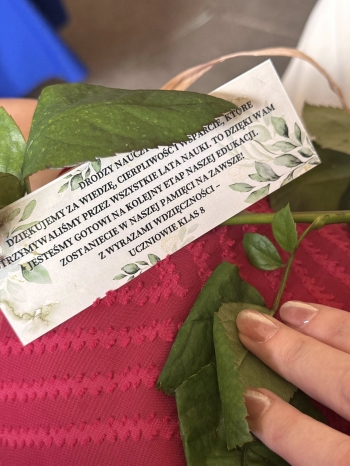 DRODZY NAUCZ
DZIĘKUJEMY ZA WIEDZĘ, CIERPLIWOŚĆ I WSPARCIE, KTÓRE
TRZYMYWALIŚMY PRZEZ WSZYSTKIE LATA NAUKI. TO DZIĘKI WAM
JESTEŚMY GOTOWI NA KOLEJNY ETAP NASZEJ EDUKACJI.
ZOSTANIECIE W NASZEJ PAMIĘCI NA ZAWSZE!
Z WYRAZAMI WDZIĘCZNOŚCI –
UCZNIOWIE KLAS 8